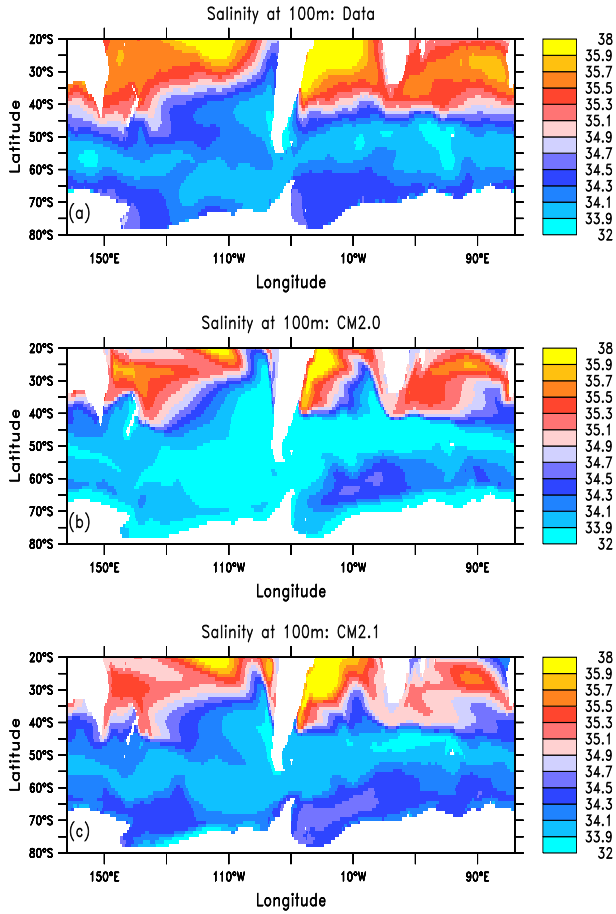 Salinity at 100m: Data
20°S
30°S
40°S
50°S
60°S
70°S
80°S
Latitude
(a)
150°E
110°W
10°W
90°E
Longitude
38
35.9
35.7
35.5
35.3
35.1
34.9
34.7
34.5
34.3
34.1
33.9
32
Salinity at 100m: CM2.0
20°S
30°S
40°S
50°S
60°S
70°S
80°S
Latitude
(b)
150°E
110°W
10°W
90°E
Longitude
38
35.9
35.7
35.5
35.3
35.1
34.9
34.7
34.5
34.3
34.1
33.9
32
Salinity at 100m: CM2.1
20°S
30°S
40°S
50°S
60°S
70°S
80°S
Latitude
(c)
150°E
110°W
10°W
90°E
Longitude
38
35.9
35.7
35.5
35.3
35.1
34.9
34.7
34.5
34.3
34.1
33.9
32